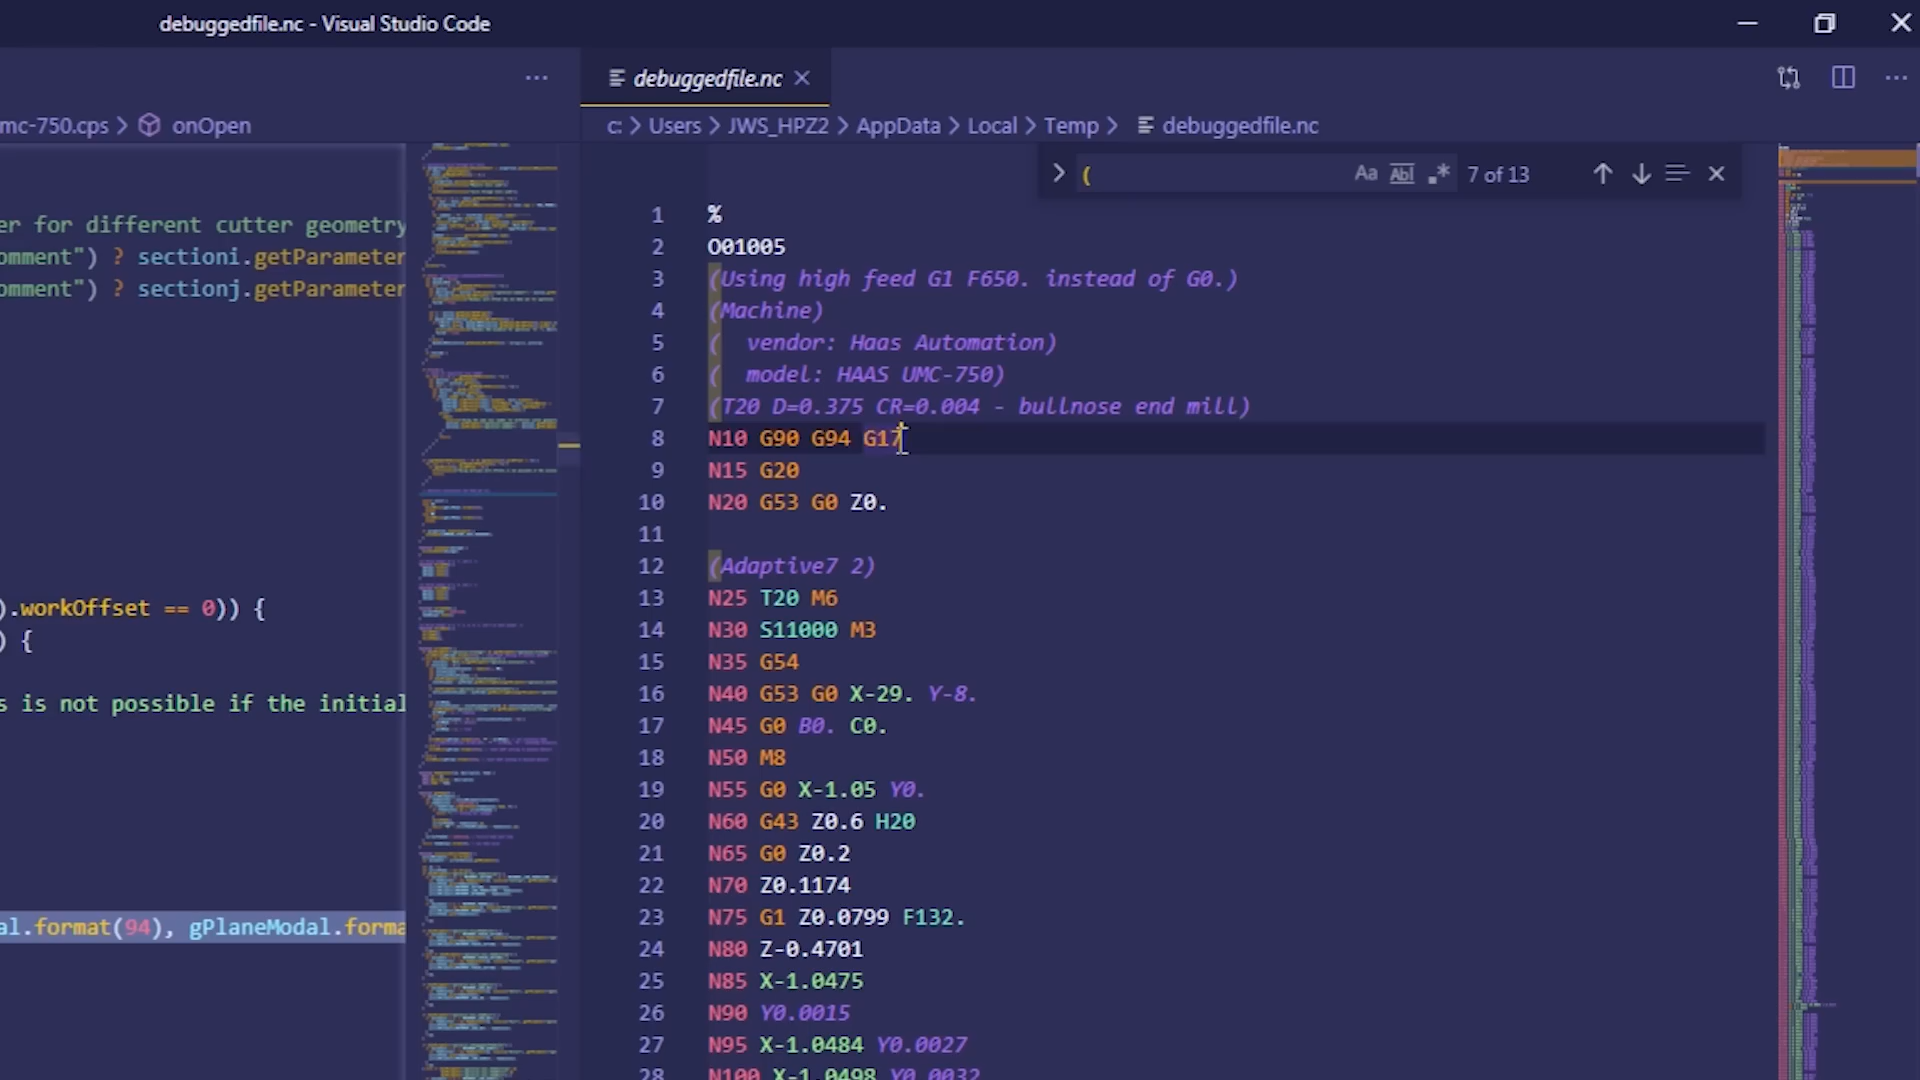 debuggedfile.nc - Visual Studio Code
debuggedfile.nc
mc-750.cps > onOpen
c: > Users > JWS_HPZ2 > AppData > Local > Temp > debuggedfile.nc
( Aa Abl .* 7 of 13
er for different cutter geometry
omment") ? sectioni.getParameter
omment") ? sectionj.getParameter
).workOffset == 0)) {
) {
s is not possible if the initial
al.format(94), gPlaneModal.forma
1 %
2 O01005
3 (Using high feed G1 F650. instead of G0.)
4 (Machine)
5 ( vendor: Haas Automation)
6 ( model: HAAS UMC-750)
7 (T20 D=0.375 CR=0.004 - bullnose end mill)
8 N10 G90 G94 G17
9 N15 G20
10 N20 G53 G0 Z0.
11
12 (Adaptive7 2)
13 N25 T20 M6
14 N30 S11000 M3
15 N35 G54
16 N40 G53 G0 X-29. Y-8.
17 N45 G0 B0. C0.
18 N50 M8
19 N55 G0 X-1.05 Y0.
20 N60 G43 Z0.6 H20
21 N65 G0 Z0.2
22 N70 Z0.1174
23 N75 G1 Z0.0799 F132.
24 N80 Z-0.4701
25 N85 X-1.0475
26 N90 Y0.0015
27 N95 X-1.0484 Y0.0027
28 N100 X-1.0498 Y0.0032